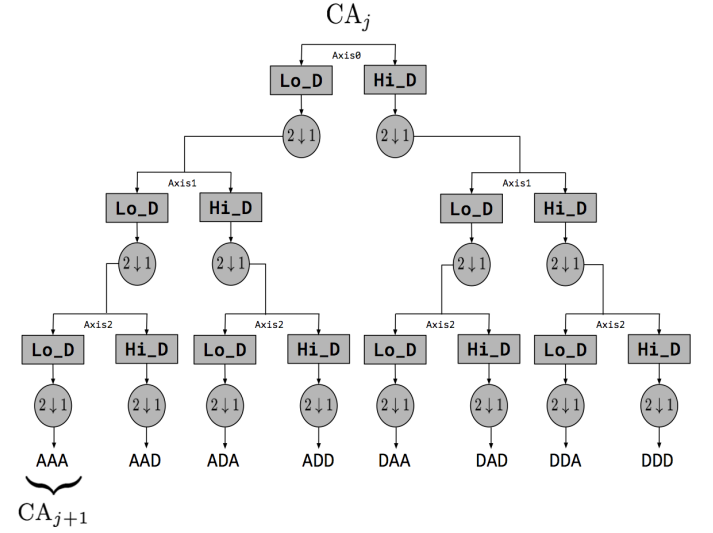 CA_j
Axis0
Lo_D Hi_D
2↓1 2↓1
Axis1 Axis1
Lo_D Hi_D Lo_D Hi_D
2↓1 2↓1 2↓1 2↓1
Axis2 Axis2 Axis2 Axis2
Lo_D Hi_D Lo_D Hi_D Lo_D Hi_D Lo_D Hi_D
2↓1 2↓1 2↓1 2↓1 2↓1 2↓1 2↓1 2↓1
AAA AAD ADA ADD DAA DAD DDA DDD
CA_{j+1}